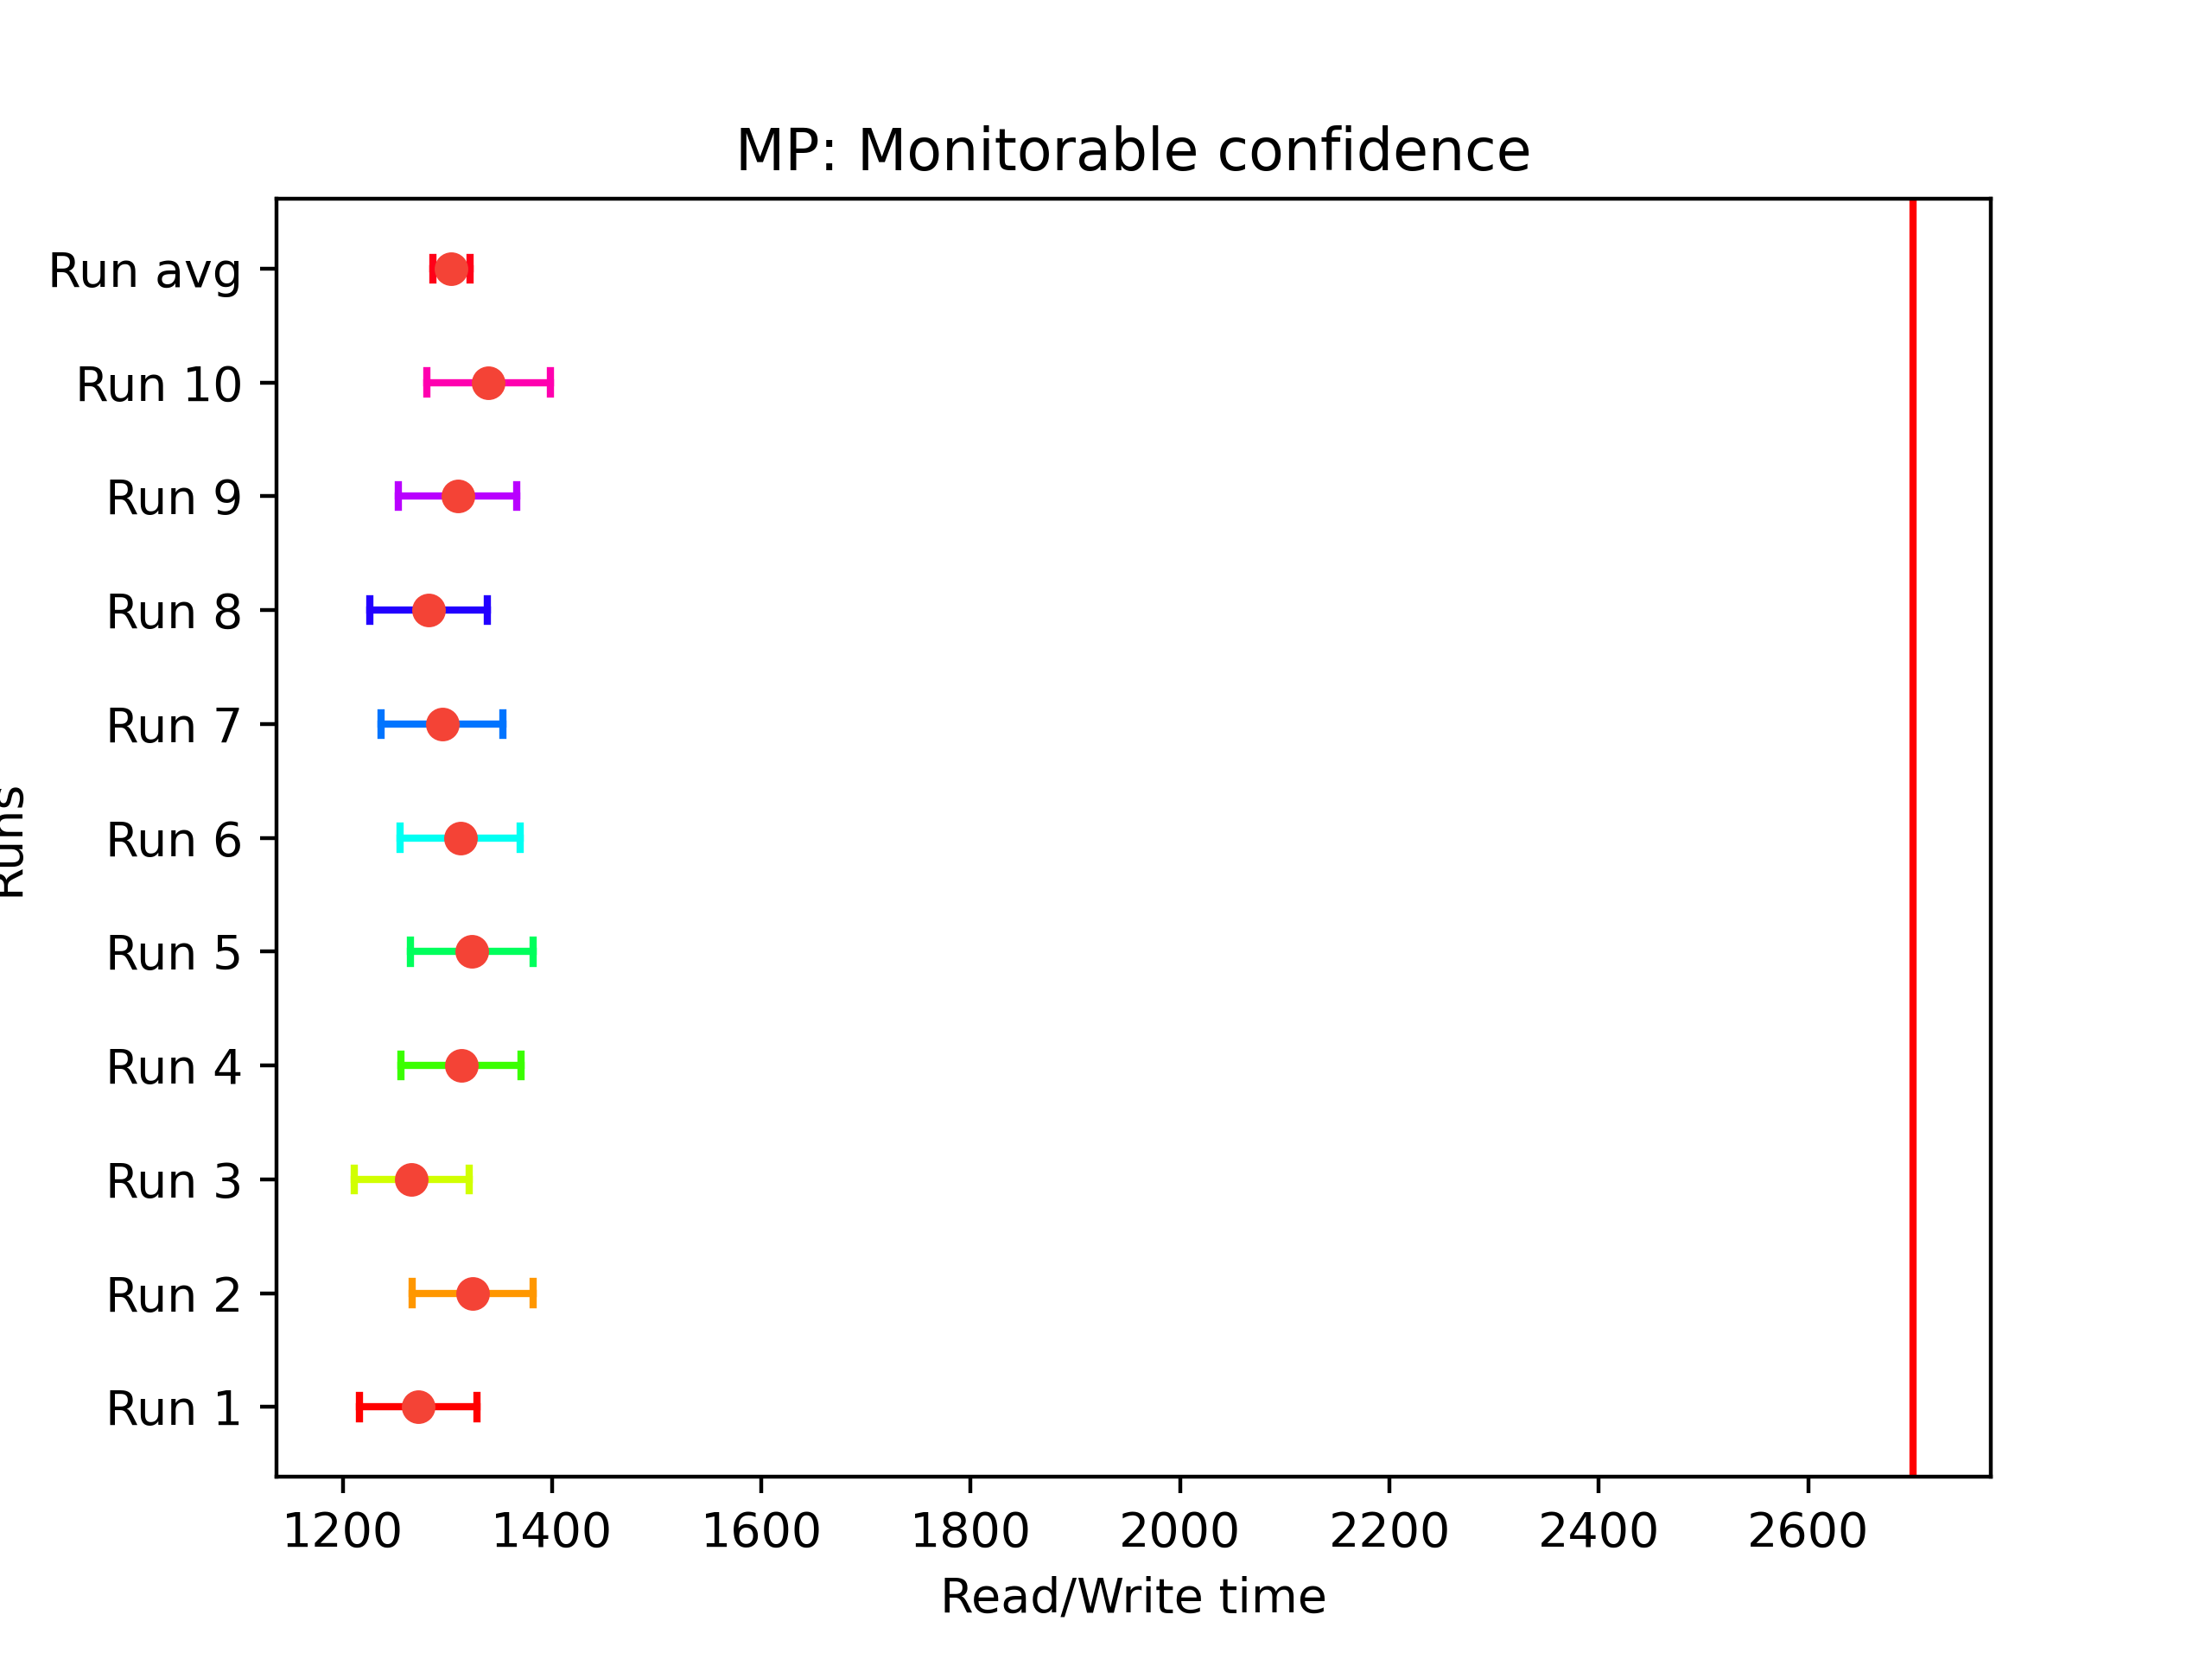 MP: Monitorable confidence
Run avg
Run 10
Run 9
Run 8
Run 7
Run 6
Run 5
Run 4
Run 3
Run 2
Run 1
Runs
1200 1400 1600 1800 2000 2200 2400 2600
Read/Write time